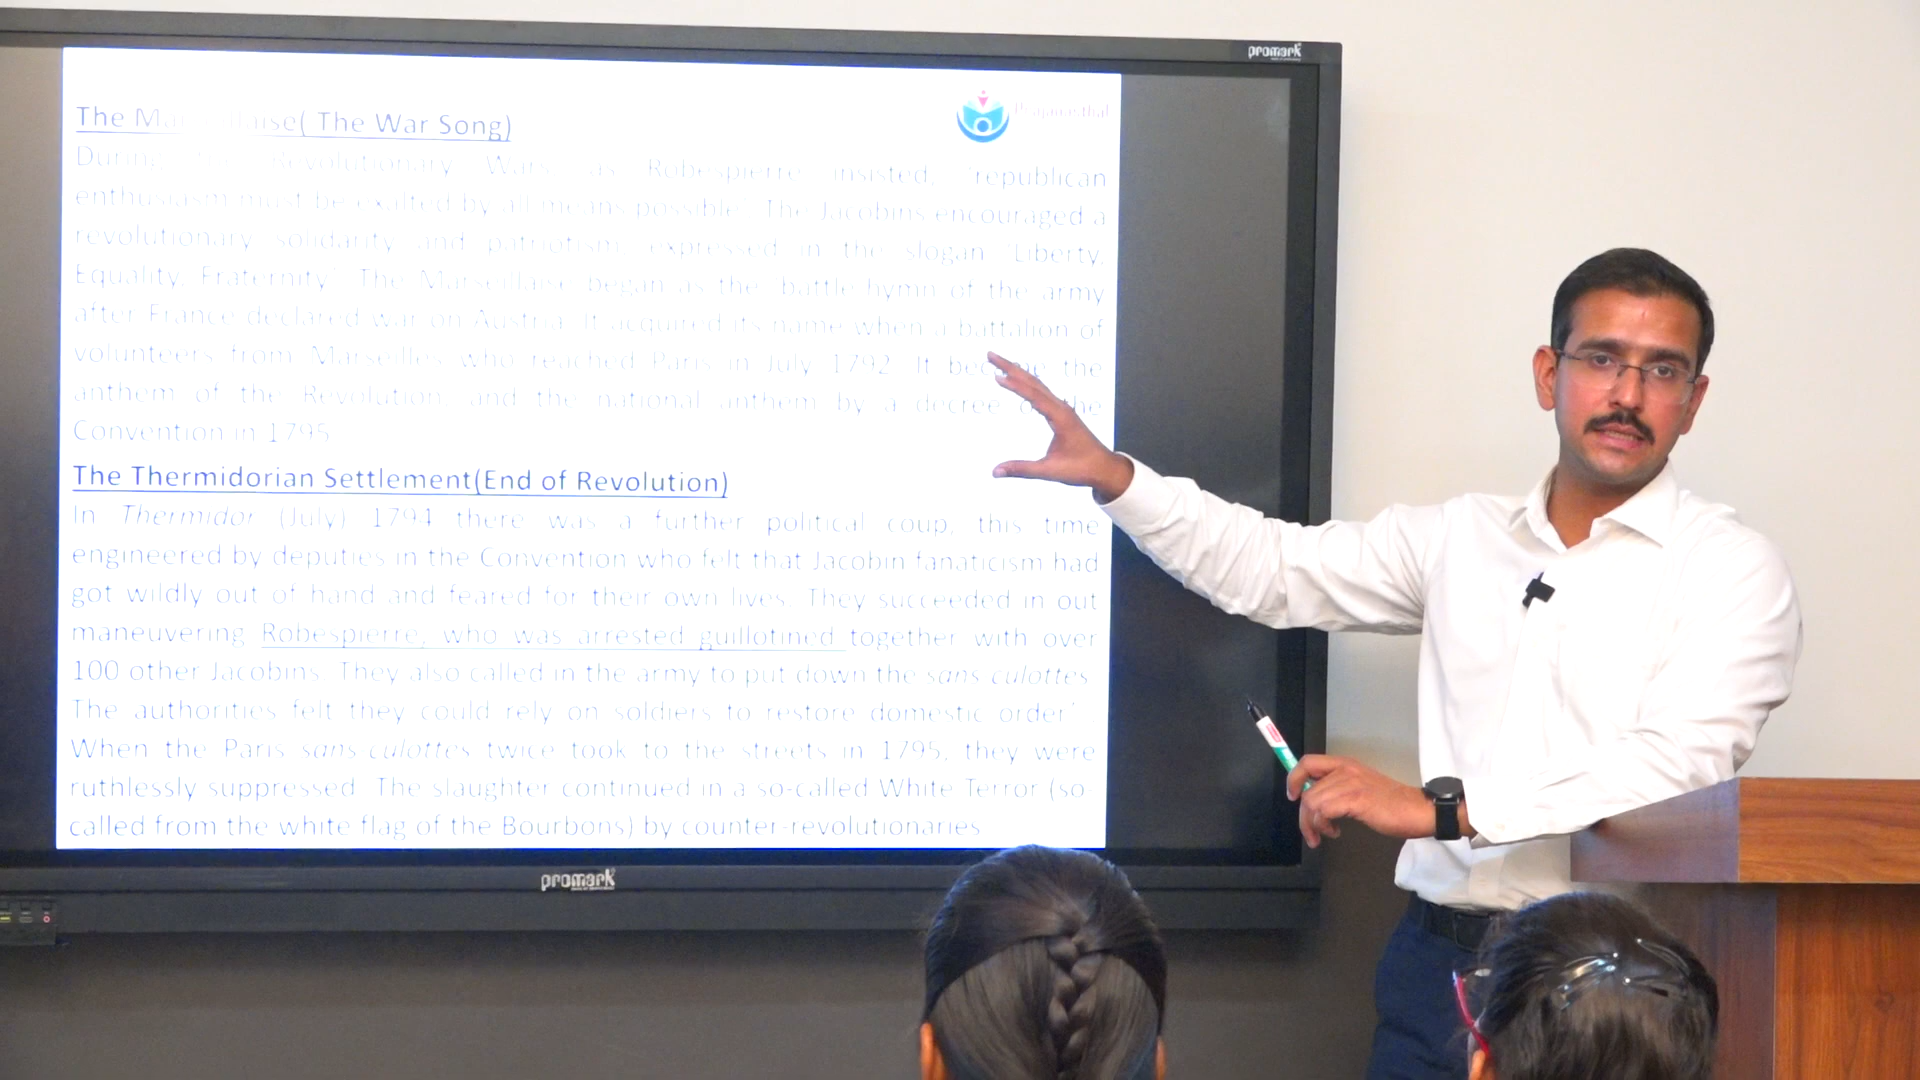 promark
Prajanasthal
The Marseillaise( The War Song)
During the Revolutionary Wars as Robespierre insisted, 'republican
enthusiasm must be exalted by all means possible'. The Jacobins encouraged a
revolutionary solidarity and patriotism, expressed in the slogan 'Liberty,
Equality, Fraternity'. The Marseillaise began as the 'battle hymn of the army
after France declared war on Austria. It acquired its name when a battalion of
volunteers from Marseilles who reached Paris in July 1792. It became the
anthem of the Revolution, and the national anthem by a decree of the
Convention in 1795.
The Thermidorian Settlement(End of Revolution)
In Thermidor (July) 1794 there was a further political coup, this time
engineered by deputies in the Convention who felt that Jacobin fanaticism had
got wildly out of hand and feared for their own lives. They succeeded in out
maneuvering Robespierre, who was arrested guillotined together with over
100 other Jacobins. They also called in the army to put down the sans culottes.
The authorities felt they could rely on soldiers to restore domestic order'.
When the Paris sans culottes twice took to the streets in 1795, they were
ruthlessly suppressed. The slaughter continued in a so-called White Terror (so-
called from the white flag of the Bourbons) by counter-revolutionaries.
promark